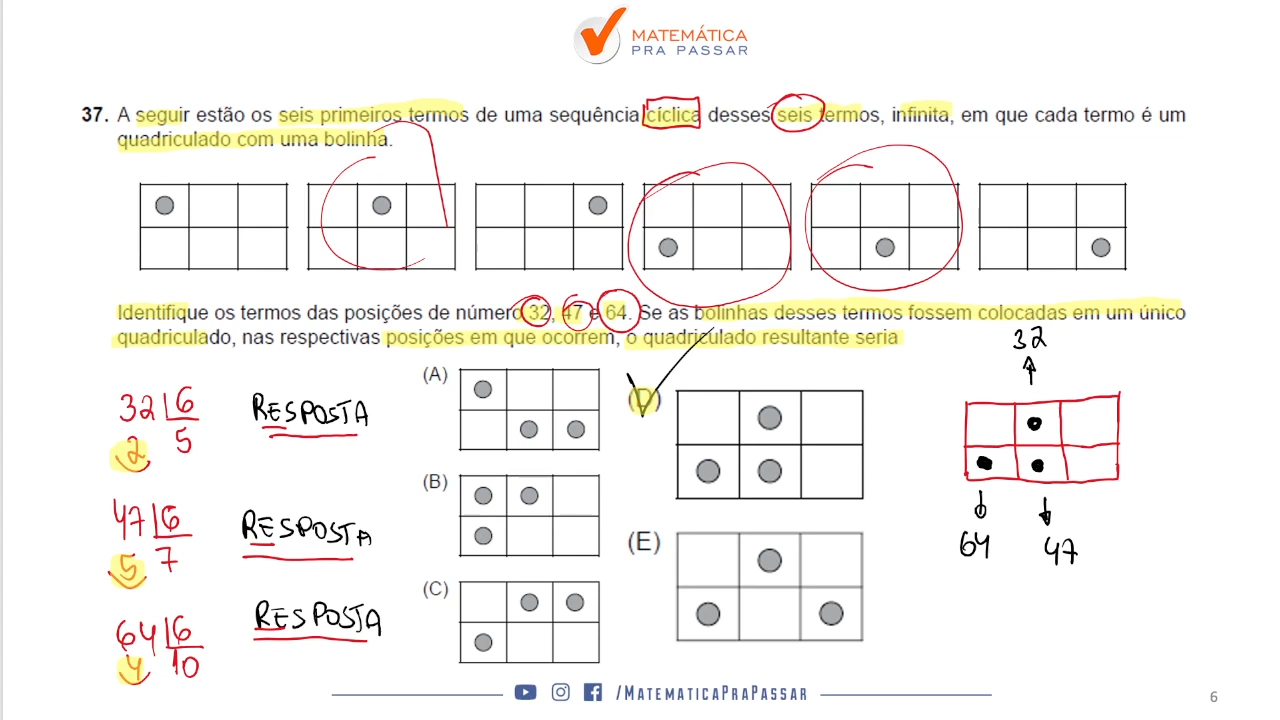 MATEMÁTICA
PRA PASSAR
37. A seguir estão os seis primeiros termos de uma sequência cíclica desses seis termos, infinita, em que cada termo é um
quadriculado com uma bolinha.
Identifique os termos das posições de número 32, 47 e 64. Se as bolinhas desses termos fossem colocadas em um único
quadriculado, nas respectivas posições em que ocorrem, o quadriculado resultante seria
32 6
2 5
RESPOSTA
47 6
5 7
RESPOSTA
64 6
4 10
RESPOSTA
(A)
(B)
(C)
(D)
(E)
32
64
47
/MATEMATICAPRAPASSAR
6